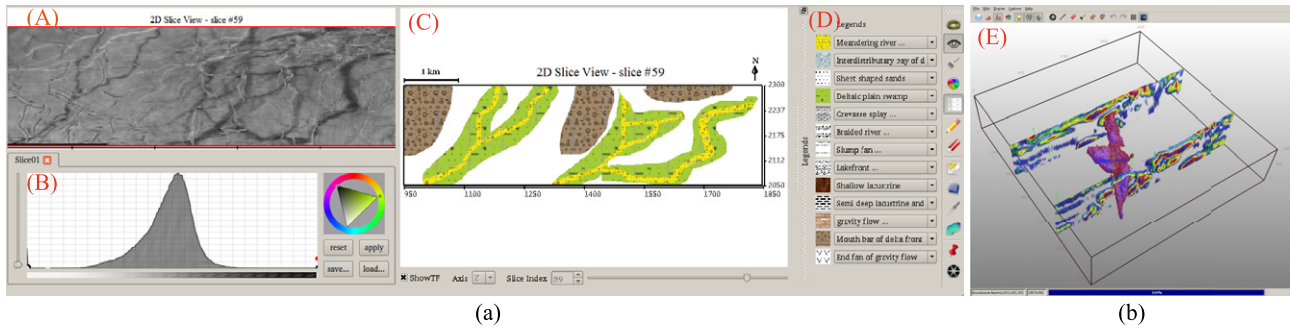 (A)
2D Slice View - slice #59
Slice01
(B)
reset
apply
save...
load...
(C)
1 km
2D Slice View - slice #59
N
2300
2237
2175
2112
2050
950
1100
1250
1400
1550
1700
1850
ShowTF
Axis
Z
Slice Index
59
(D)
Legends
Legends
Meandering river ...
Interdistributary bay of d
Sheet shaped sands
Deltaic plain swamp
Crevasse splay ...
Braided river ...
Slump fan ...
Lakefront ...
Shallow lacustrine
Semi deep lacustrine and
gravity flow ...
Mouth bar of delta front
End fan of gravity flow
(E)
(a)
(b)